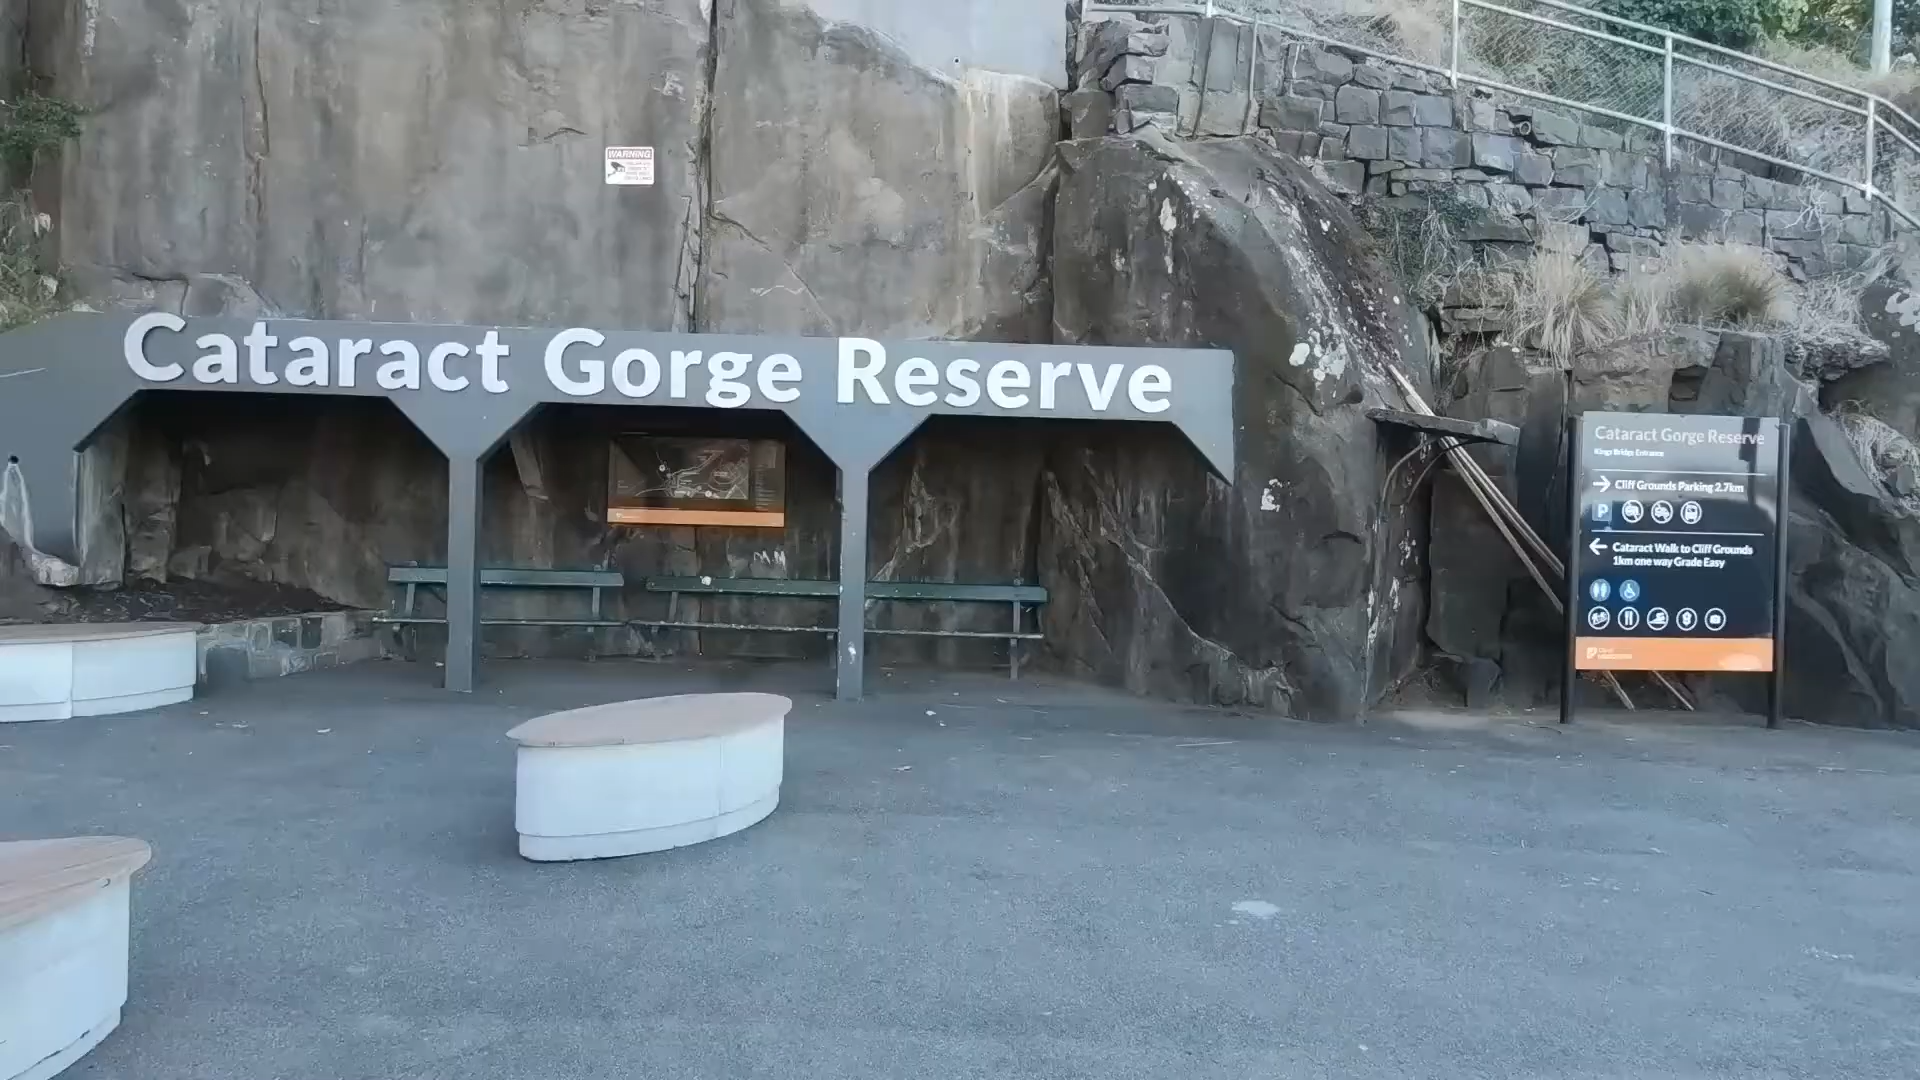 WARNING
Cataract Gorge Reserve
Cataract Gorge Reserve
Kings Bridge Entrance
→ Cliff Grounds Parking 2.7km
P
← Cataract Walk to Cliff Grounds
1km one way Grade Easy